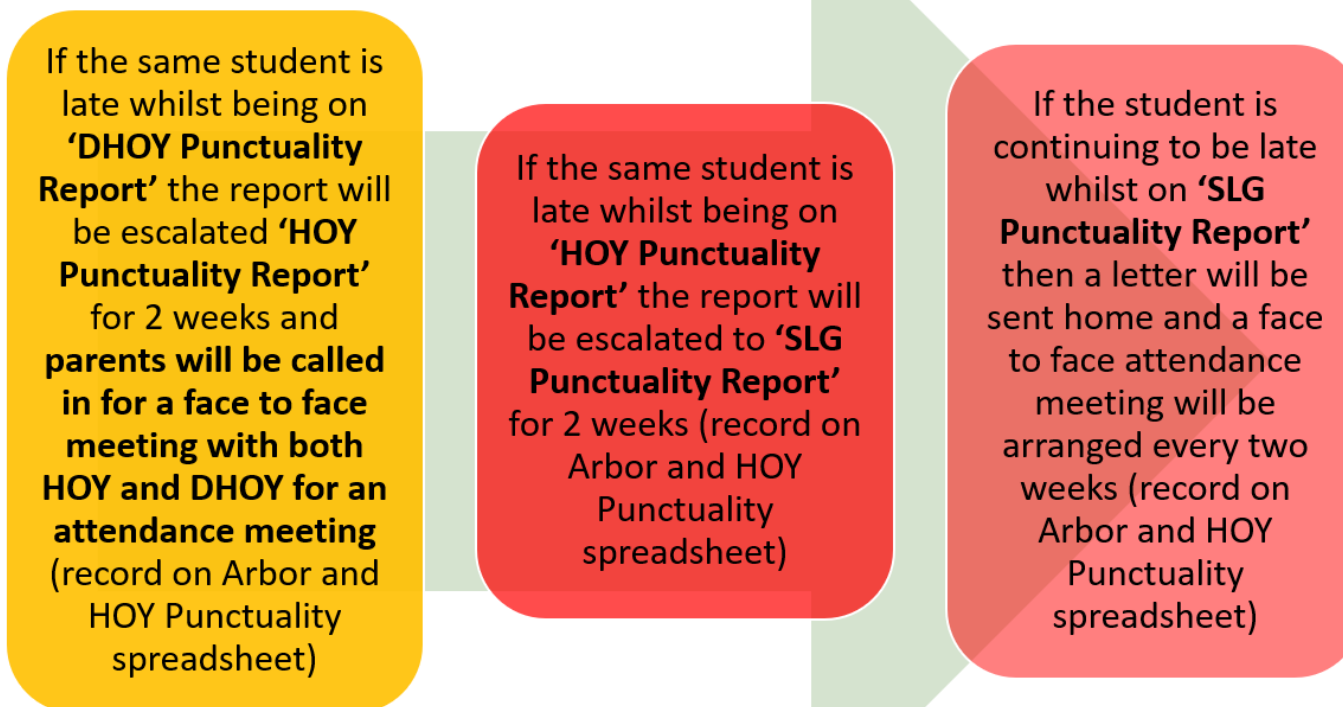 If the same student is
late whilst being on
‘DHOY Punctuality
Report’ the report will
be escalated ‘HOY
Punctuality Report’
for 2 weeks and
parents will be called
in for a face to face
meeting with both
HOY and DHOY for an
attendance meeting
(record on Arbor and
HOY Punctuality
spreadsheet)
If the same student is
late whilst being on
‘HOY Punctuality
Report’ the report will
be escalated to ‘SLG
Punctuality Report’
for 2 weeks (record on
Arbor and HOY
Punctuality
spreadsheet)
If the student is
continuing to be late
whilst on ‘SLG
Punctuality Report’
then a letter will be
sent home and a face
to face attendance
meeting will be
arranged every two
weeks (record on
Arbor and HOY
Punctuality
spreadsheet)